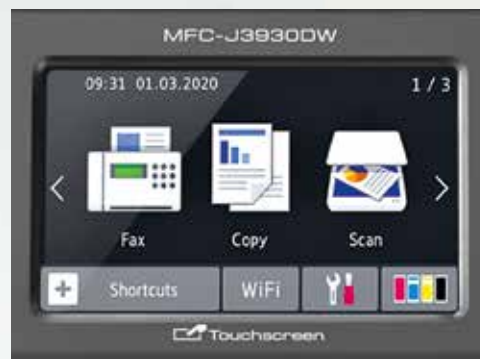 MFC-J3930DW
09:31 01.03.2020 1 / 3
Fax Copy Scan
+ Shortcuts WiFi
Touchscreen